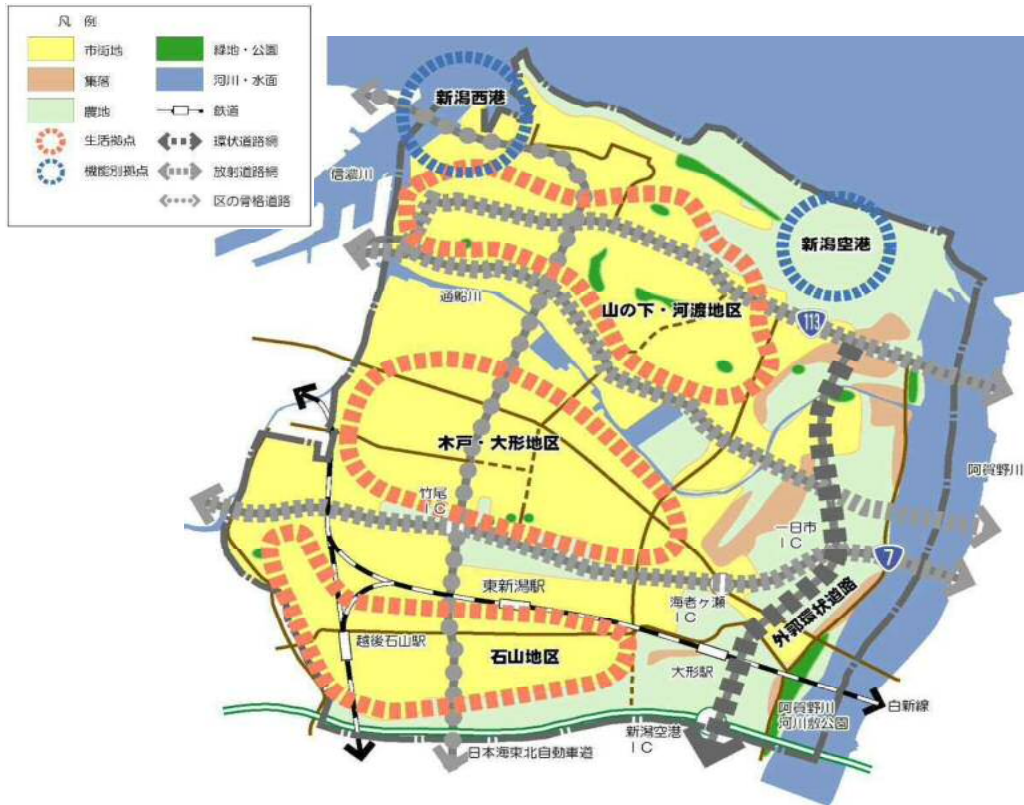 凡 例
市街地
緑地・公園
集落
河川・水面
農地
鉄道
生活拠点
環状道路網
機能別拠点
放射道路網
区の骨格道路
新潟西港
信濃川
新潟空港
通船川
山の下・河渡地区
113
木戸・大形地区
阿賀野川
竹尾
IC
一日市
IC
7
東新潟駅
海老ヶ瀬
IC
外郭環状道路
越後石山駅
石山地区
大形駅
阿賀野川
河川敷公園
白新線
新潟空港
IC
日本海東北自動車道